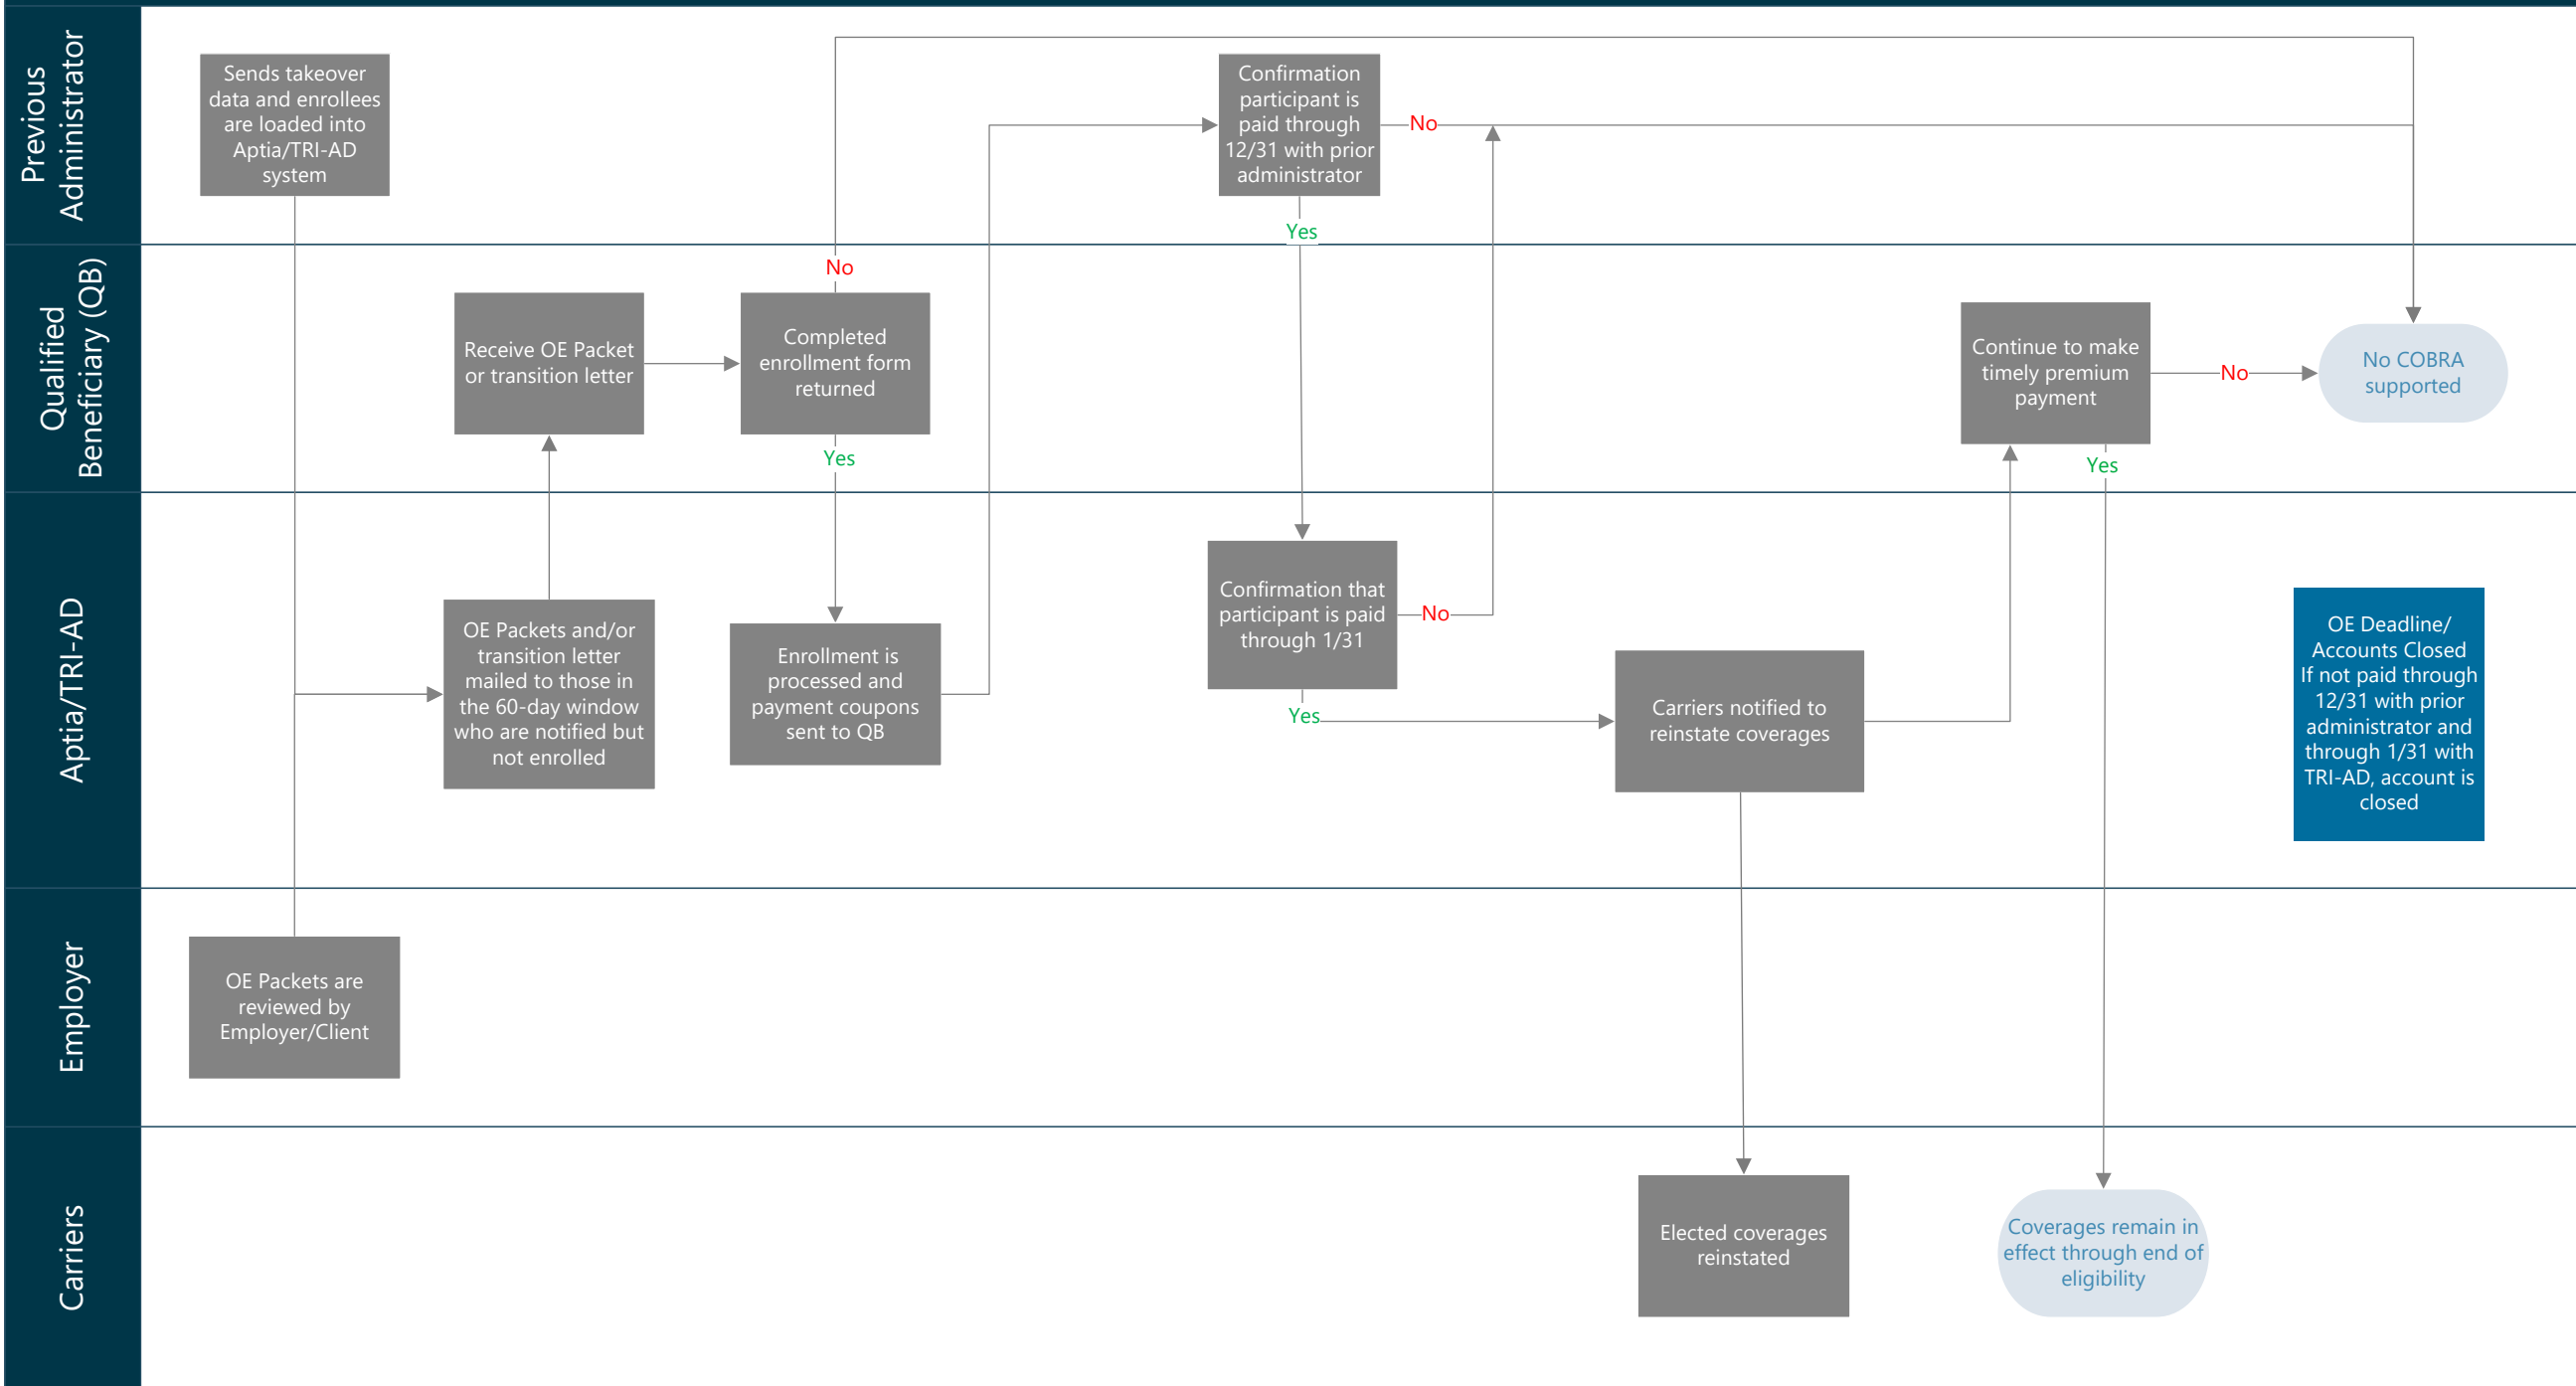 Previous
Administrator
Sends takeover
data and enrollees
are loaded into
Aptia/TRI-AD
system
Confirmation
participant is
paid through
12/31 with prior
administrator
No
Yes
Qualified
Beneficiary (QB)
No
Receive OE Packet
or transition letter
Completed
enrollment form
returned
Yes
Continue to make
timely premium
payment
No
Yes
No COBRA
supported
Aptia/TRI-AD
OE Packets and/or
transition letter
mailed to those in
the 60-day window
who are notified but
not enrolled
Enrollment is
processed and
payment coupons
sent to QB
Confirmation that
participant is paid
through 1/31
No
Yes
Carriers notified to
reinstate coverages
OE Deadline/
Accounts Closed
If not paid through
12/31 with prior
administrator and
through 1/31 with
TRI-AD, account is
closed
Employer
OE Packets are
reviewed by
Employer/Client
Carriers
Elected coverages
reinstated
Coverages remain in
effect through end of
eligibility